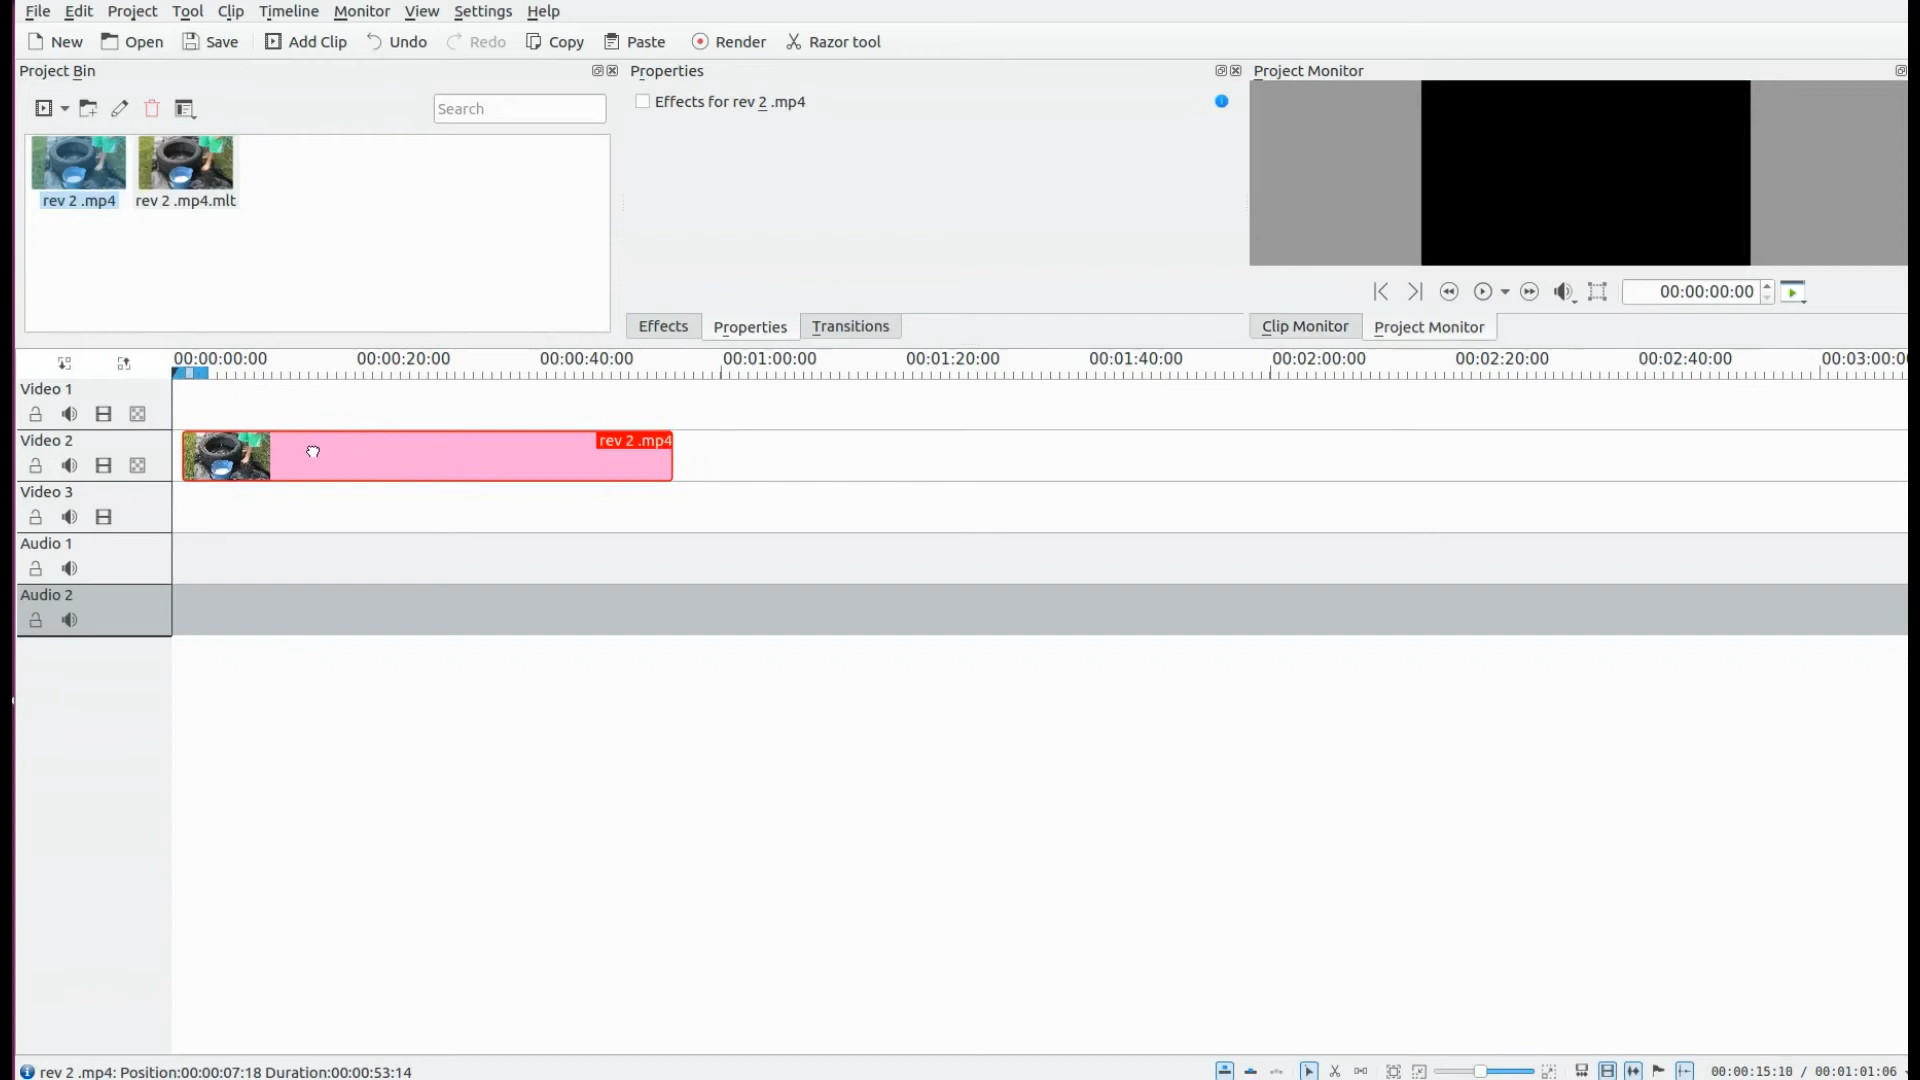 File Edit Project Tool Clip Timeline Monitor View Settings Help
New Open Save Add Clip Undo Redo Copy Paste Render Razor tool
Project Bin Properties Project Monitor
Search Effects for rev 2 .mp4
rev 2 .mp4 rev 2 .mp4.mlt
00:00:00:00
Effects Properties Transitions Clip Monitor Project Monitor
00:00:00:00 00:00:20:00 00:00:40:00 00:01:00:00 00:01:20:00 00:01:40:00 00:02:00:00 00:02:20:00 00:02:40:00 00:03:00:0
Video 1
Video 2 rev 2 .mp4
Video 3
Audio 1
Audio 2
rev 2 .mp4: Position:00:00:07:18 Duration:00:00:53:14 00:00:15:10 / 00:01:01:06